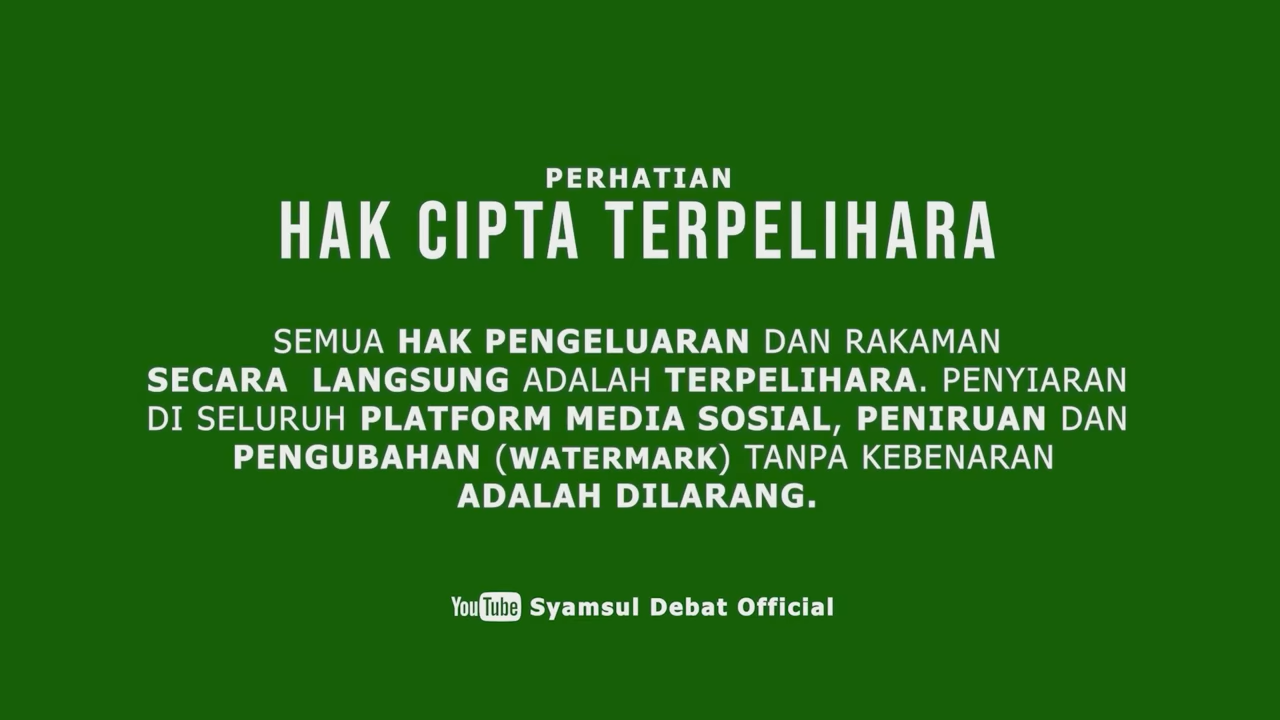 PERHATIAN
HAK CIPTA TERPELIHARA
SEMUA HAK PENGELUARAN DAN RAKAMAN
SECARA LANGSUNG ADALAH TERPELIHARA. PENYIARAN
DI SELURUH PLATFORM MEDIA SOSIAL, PENIRUAN DAN
PENGUBAHAN (WATERMARK) TANPA KEBENARAN
ADALAH DILARANG.
YouTube Syamsul Debat Official